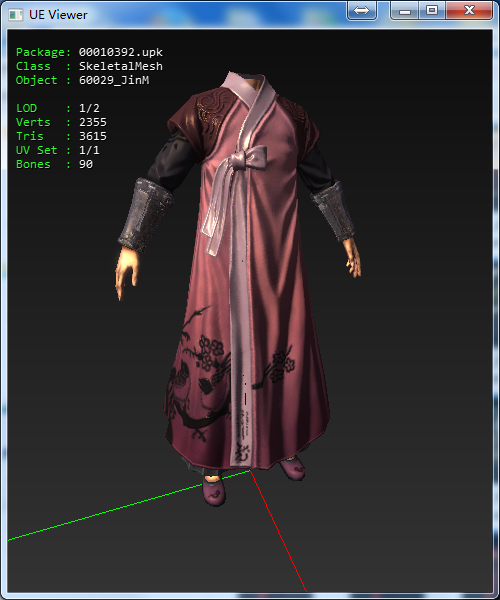 UE Viewer
Package: 00010392.upk
Class : SkeletalMesh
Object : 60029_JinM
LOD : 1/2
Verts : 2355
Tris : 3615
UV Set : 1/1
Bones : 90